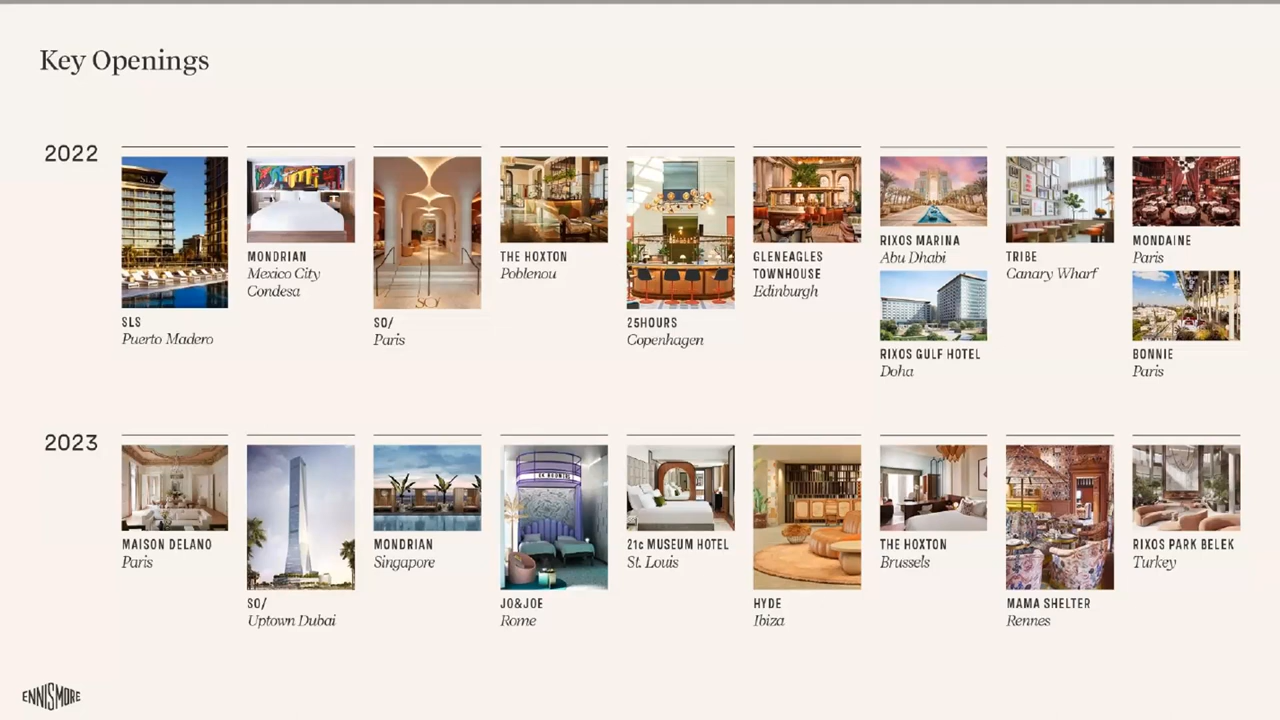 Key Openings
2022
SLS
Puerto Madero
MONDRIAN
Mexico City
Condesa
SO/
Paris
THE HOXTON
Poblenou
25HOURS
Copenhagen
GLENEAGLES
TOWNHOUSE
Edinburgh
RIXOS MARINA
Abu Dhabi
RIXOS GULF HOTEL
Doha
TRIBE
Canary Wharf
MONDAINE
Paris
BONNIE
Paris
2023
MAISON DELANO
Paris
SO/
Uptown Dubai
MONDRIAN
Singapore
JO&JOE
Rome
21c MUSEUM HOTEL
St. Louis
HYDE
Ibiza
THE HOXTON
Brussels
MAMA SHELTER
Rennes
RIXOS PARK BELEK
Turkey
ENNISMORE
SLS
SO/